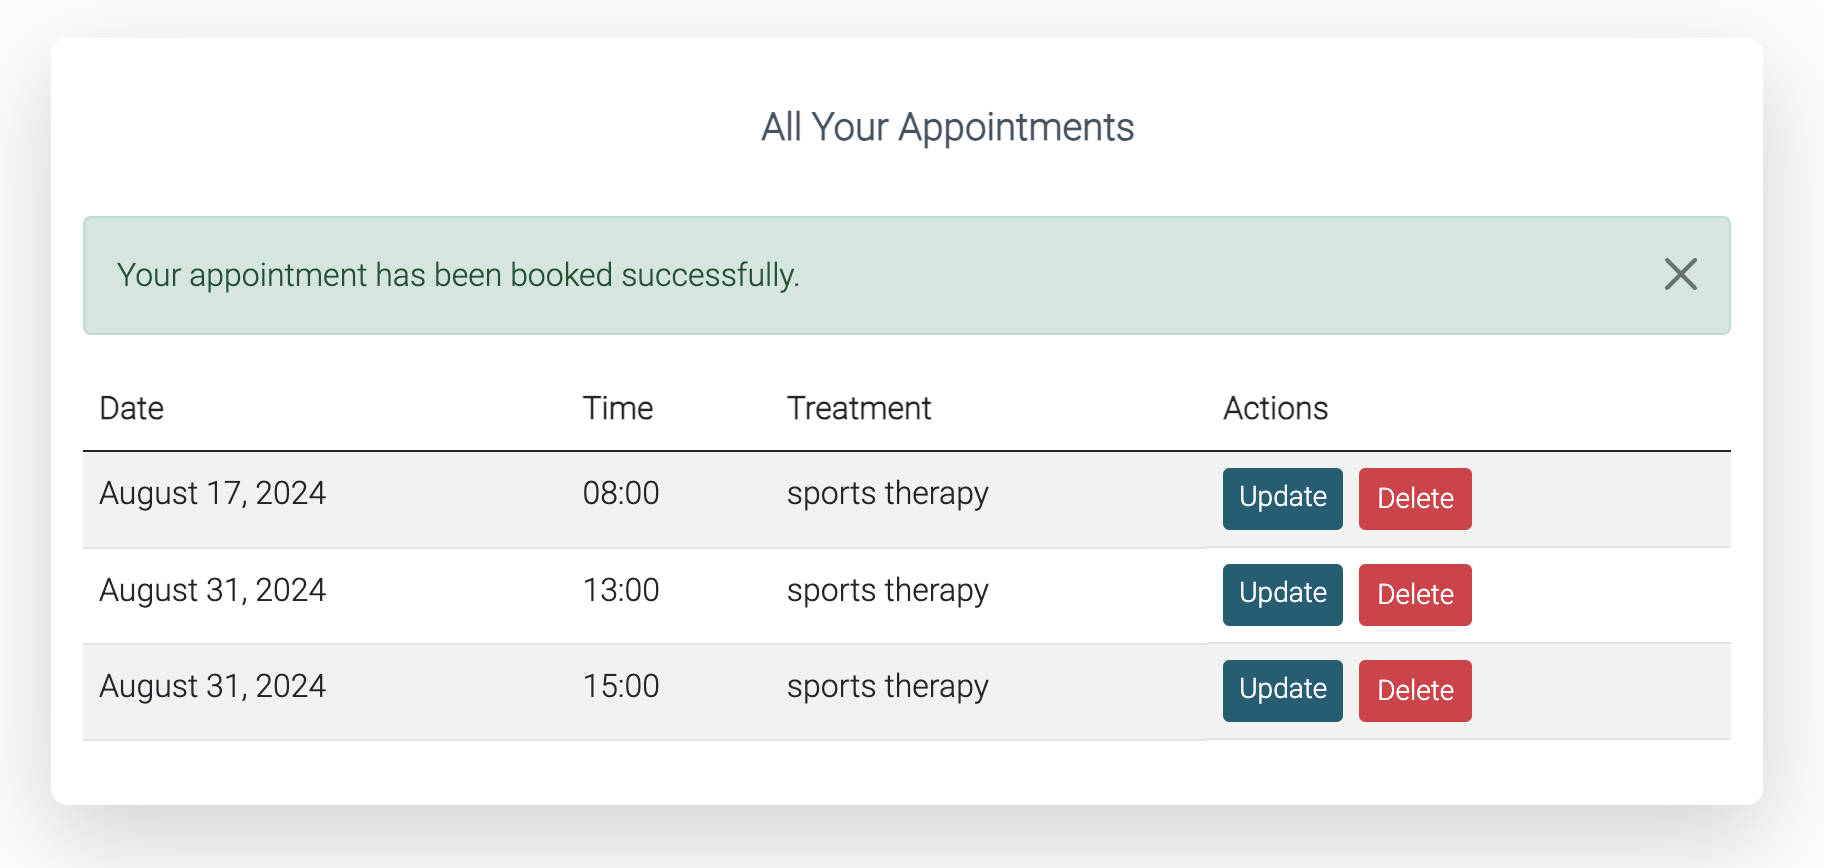 All Your Appointments
Your appointment has been booked successfully.
Date Time Treatment Actions
August 17, 2024 08:00 sports therapy Update Delete
August 31, 2024 13:00 sports therapy Update Delete
August 31, 2024 15:00 sports therapy Update Delete